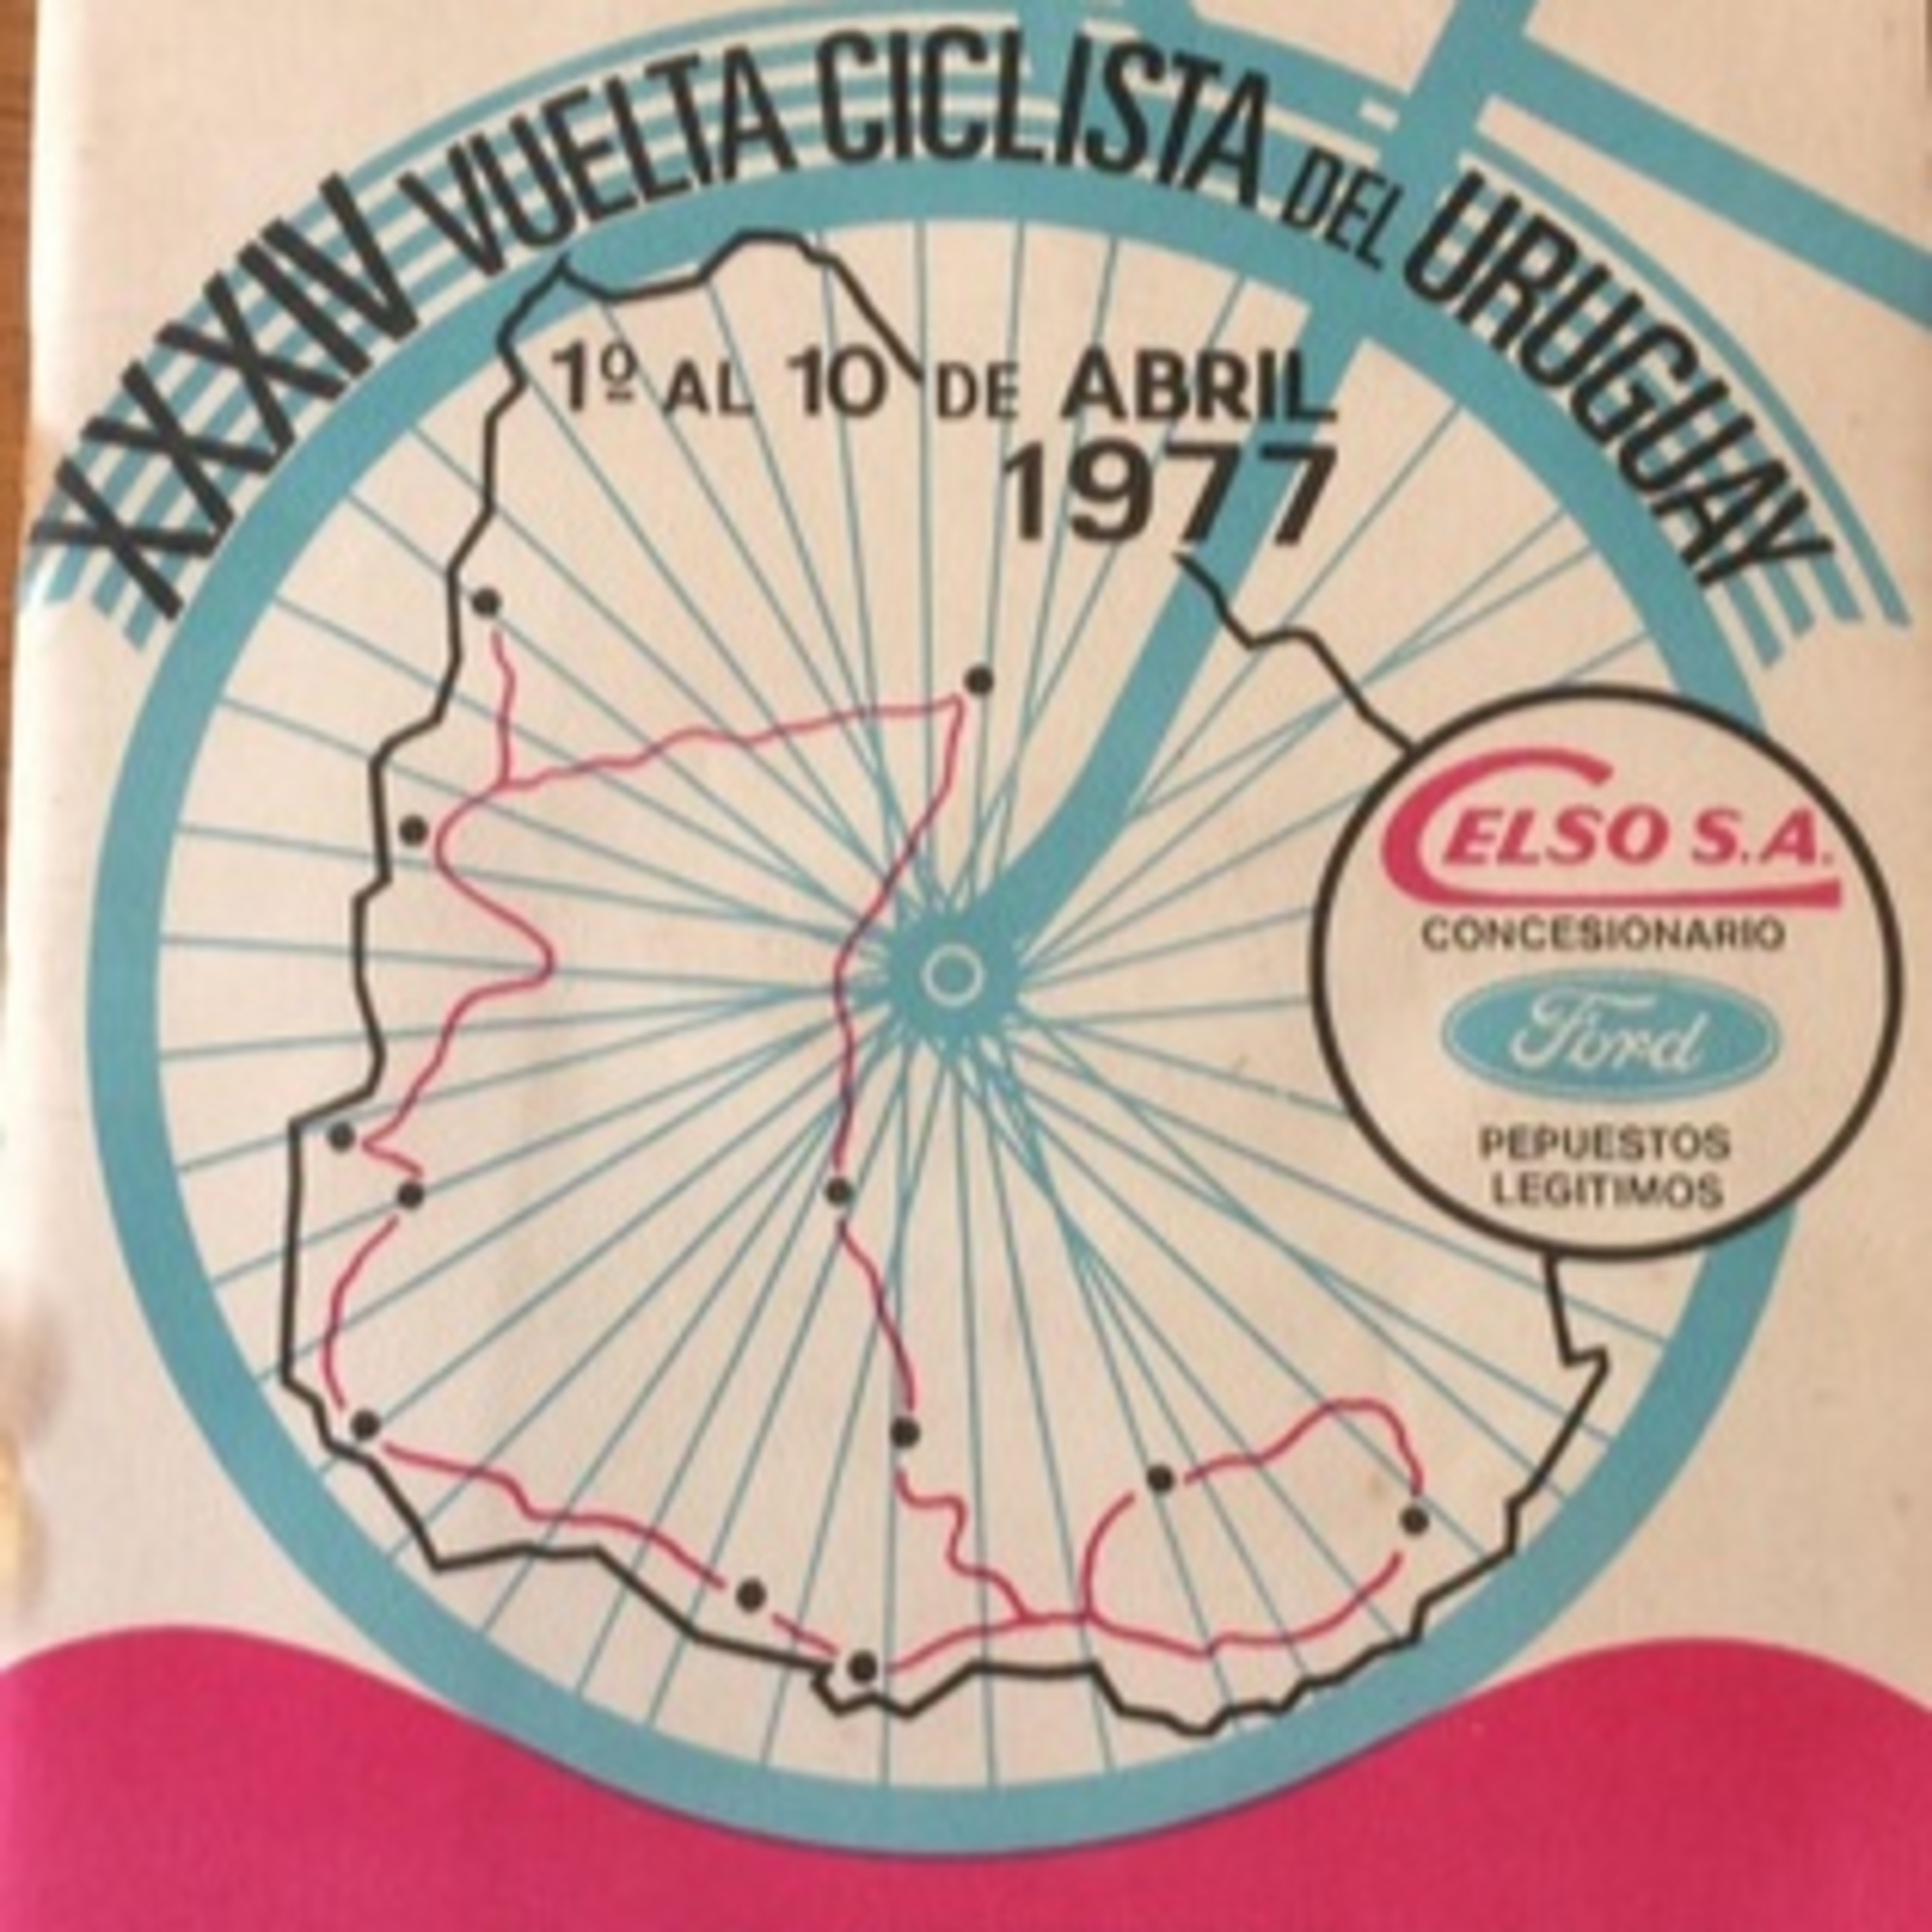 XXXIV VUELTA CICLISTA DEL URUGUAY
1º AL 10 DE ABRIL
1977
CELSO S.A.
CONCESIONARIO
Ford
PEPUESTOS
LEGITIMOS